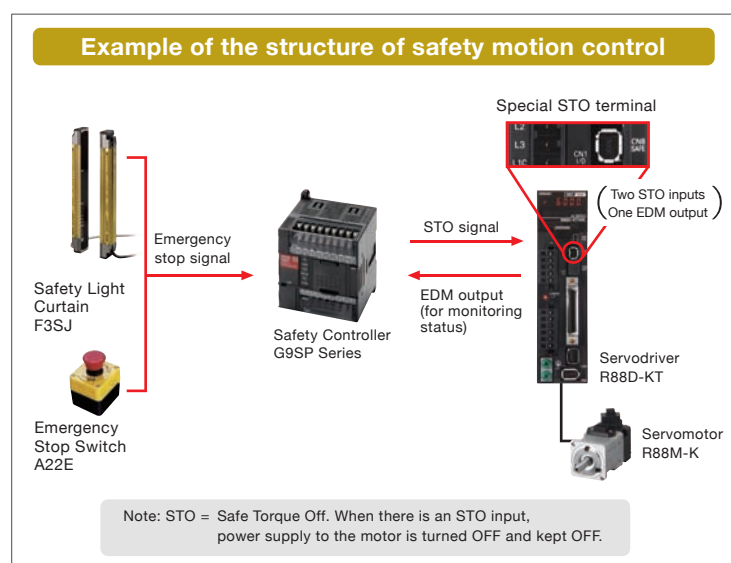 Example of the structure of safety motion control
Special STO terminal
L2
L3
L1C
CN1
I/O
CN8
SAFE
Two STO inputs
One EDM output
Emergency
stop signal
STO signal
EDM output
(for monitoring
status)
Safety Light
Curtain
F3SJ
Safety Controller
G9SP Series
Servodriver
R88D-KT
Emergency
Stop Switch
A22E
Servomotor
R88M-K
Note: STO = Safe Torque Off. When there is an STO input,
power supply to the motor is turned OFF and kept OFF.